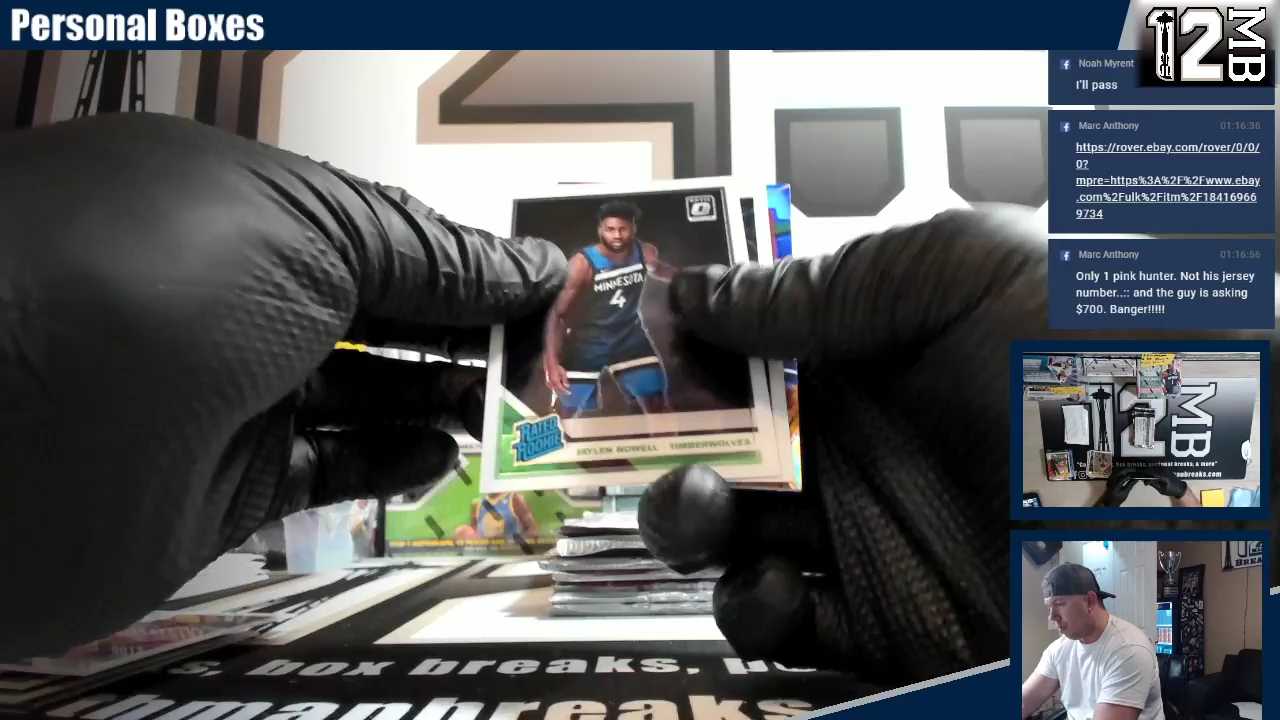 Personal Boxes
12
MB
Noah Myrent
I'll pass
Marc Anthony 01:16:36
https://rover.ebay.com/rover/0/0/
0?
mpre=https%3A%2F%2Fwww.ebay
.com%2Fulk%2Fitm%2F18416966
9734
Marc Anthony 01:16:56
Only 1 pink hunter. Not his jersey
number..:: and the guy is asking
$700. Banger!!!!!
MINNESOTA
4
RATED
ROOKIE
JAYLEN NOWELL - TIMBERWOLVES
MB
s, box breaks,
thmanbreaks